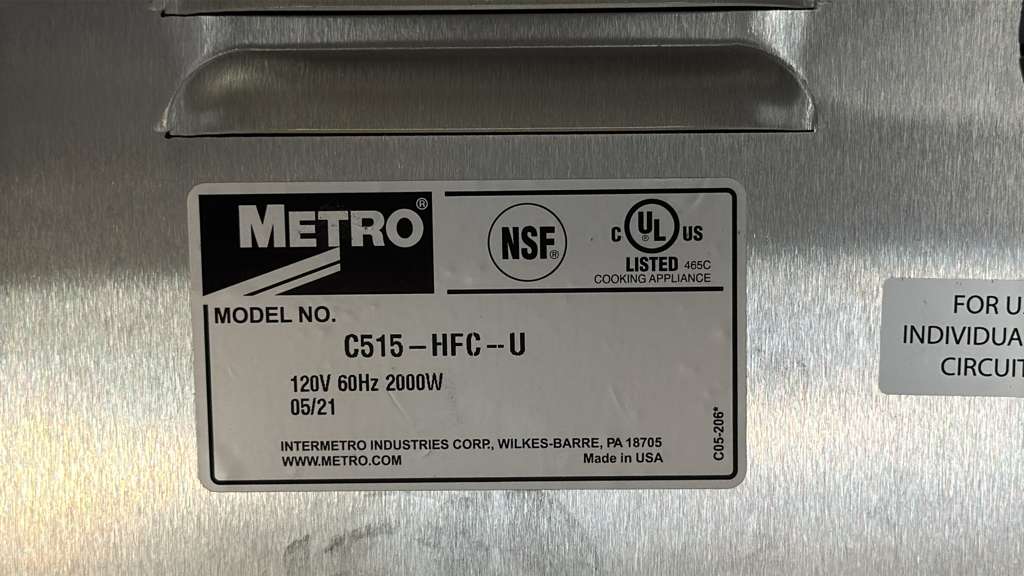 METRO®
NSF®
C UL® US
LISTED 465C
COOKING APPLIANCE
MODEL NO.
C515-HFC--U
120V 60Hz 2000W
05/21
INTERMETRO INDUSTRIES CORP., WILKES-BARRE, PA 18705
WWW.METRO.COM Made in USA
C05-206*
FOR
CIRCUIT